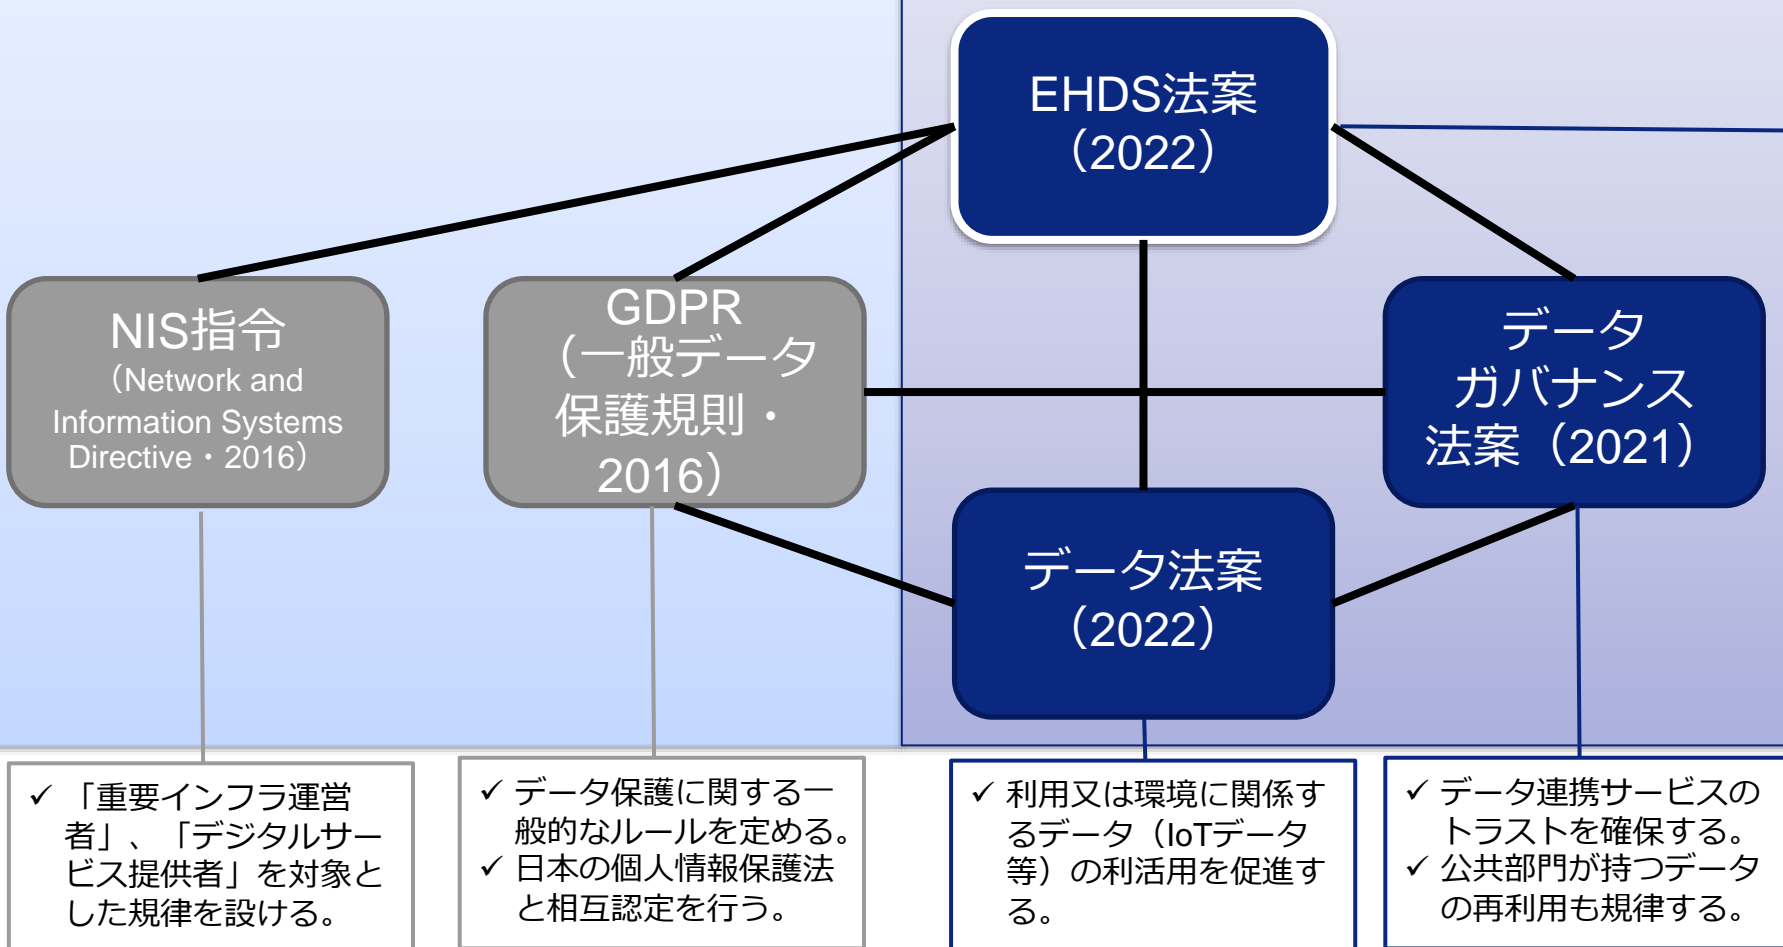 EHDS法案
（2022）
NIS指令
（Network and
Information Systems
Directive・2016）
GDPR
（一般データ
保護規則・
2016）
データ
ガバナンス
法案（2021）
データ法案
（2022）
✓ 「重要インフラ運営
者」、「デジタルサー
ビス提供者」を対象と
した規律を設ける。
✓ データ保護に関する一
般的なルールを定める。
✓ 日本の個人情報保護法
と相互認定を行う。
✓ 利用又は環境に関係す
るデータ（IoTデータ
等）の利活用を促進す
る。
✓ データ連携サービスの
トラストを確保する。
✓ 公共部門が持つデータ
の再利用も規律する。